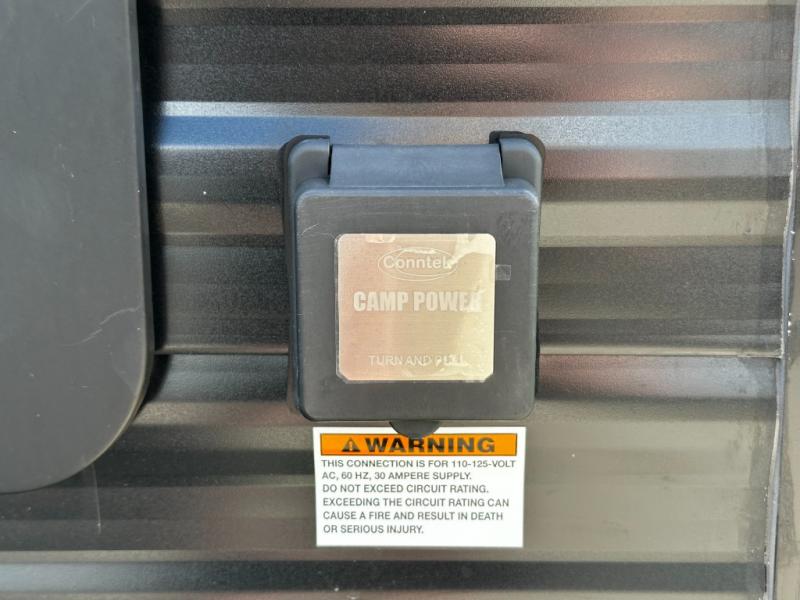 Conntek
CAMP POWER
TURN AND PULL
WARNING
THIS CONNECTION IS FOR 110-125-VOLT
AC, 60 HZ, 30 AMPERE SUPPLY.
DO NOT EXCEED CIRCUIT RATING.
EXCEEDING THE CIRCUIT RATING CAN
CAUSE A FIRE AND RESULT IN DEATH
OR SERIOUS INJURY.